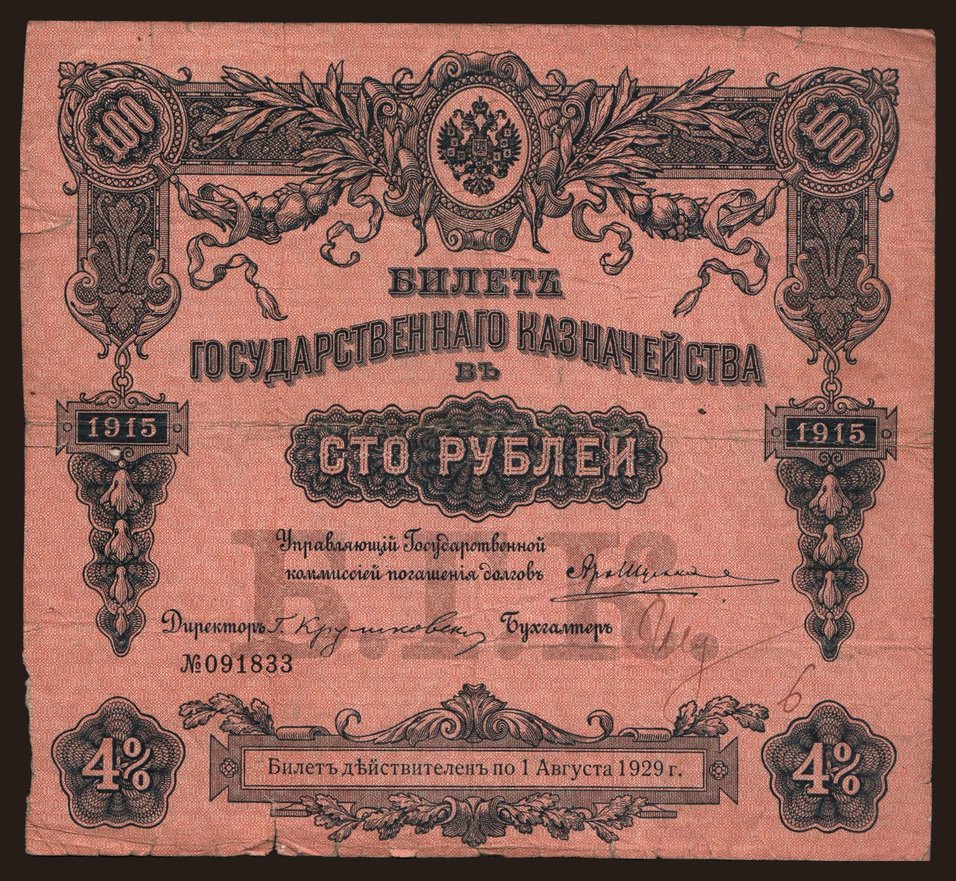 100 100
БИЛЕТЪ
ГОСУДАРСТВЕННАГО КАЗНАЧЕЙСТВА
ВЪ
1915 1915
СТО РУБЛЕЙ
Управляющій Государственной
коммиссіей погашенія долговъ
Б.Г.К.
Директоръ Бухгалтеръ
№091833
6
4% 4%
Билетъ дѣйствителенъ по 1 Августа 1929 г.